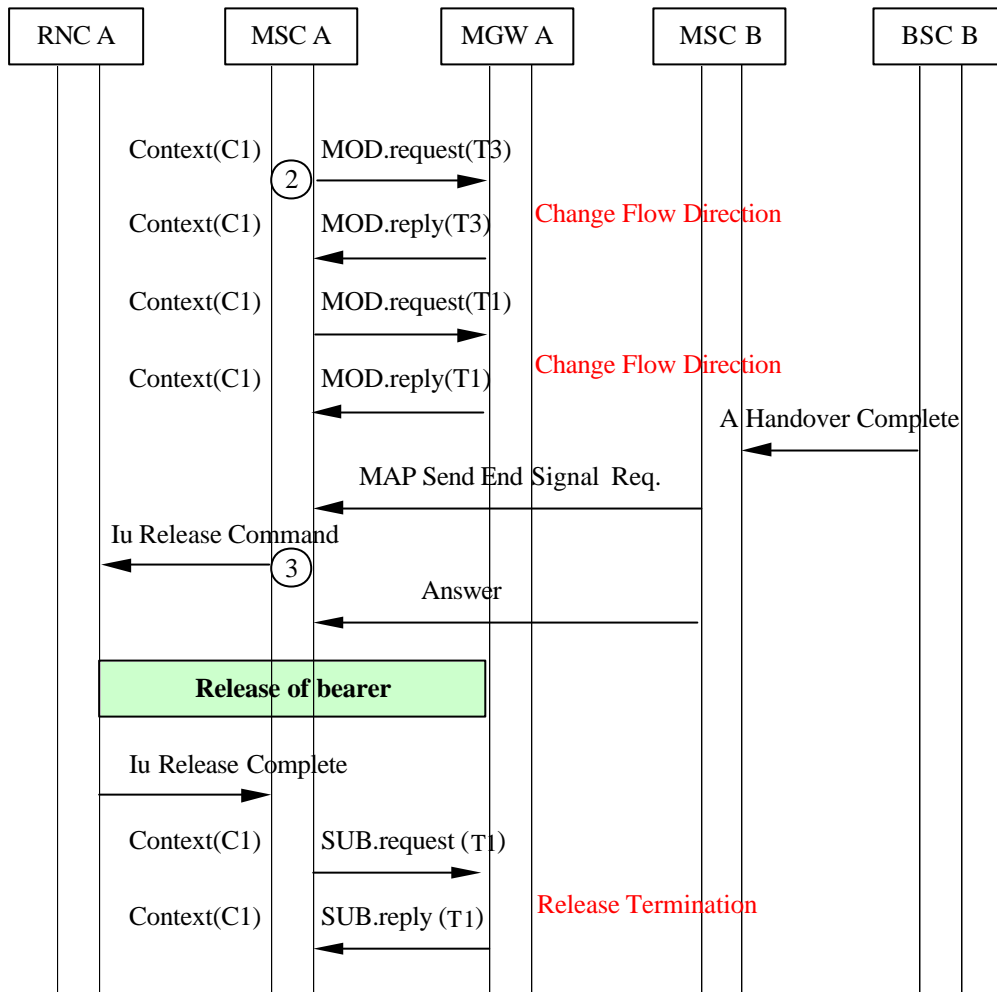 RNC A MSC A MGW A MSC B BSC B
Context(C1) MOD.request(T3)
2
Change Flow Direction
Context(C1) MOD.reply(T3)
Context(C1) MOD.request(T1)
Change Flow Direction
Context(C1) MOD.reply(T1)
A Handover Complete
MAP Send End Signal Req.
Iu Release Command
3
Answer
Release of bearer
Iu Release Complete
Context(C1) SUB.request (T1)
Release Termination
Context(C1) SUB.reply (T1)